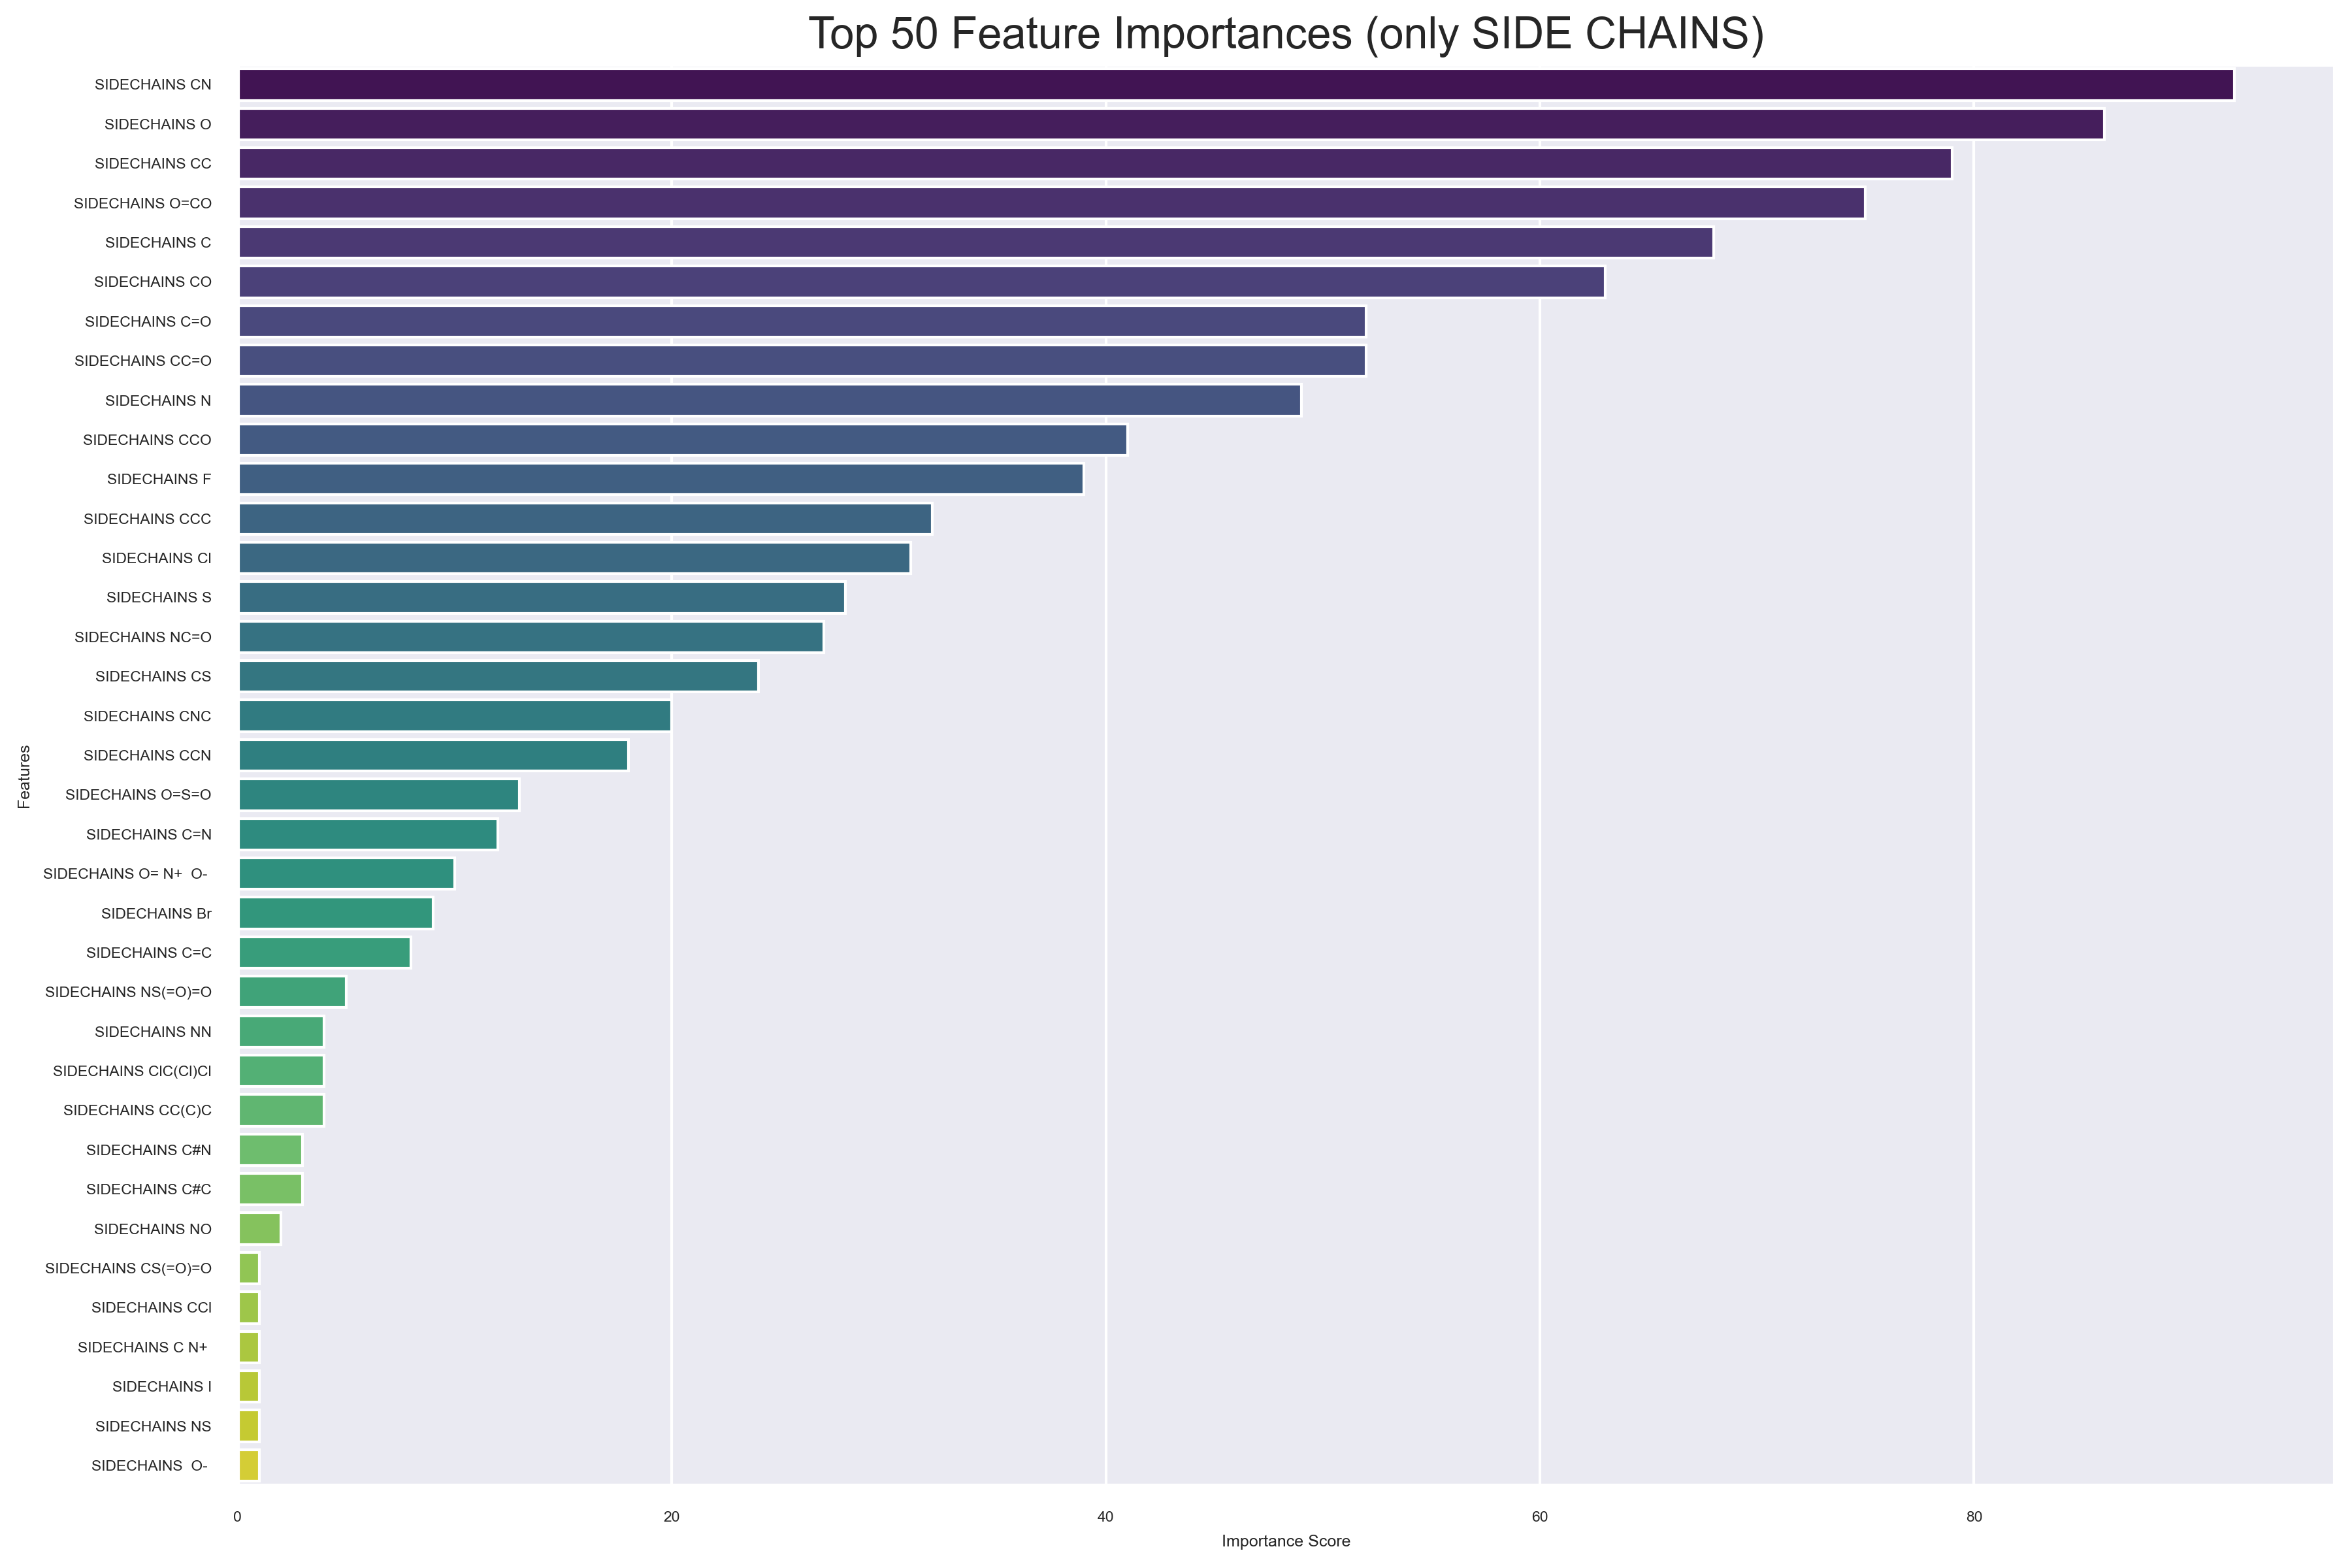 Top 50 Feature Importances (only SIDE CHAINS)
SIDECHAINS CN
SIDECHAINS O
SIDECHAINS CC
SIDECHAINS O=CO
SIDECHAINS C
SIDECHAINS CO
SIDECHAINS C=O
SIDECHAINS CC=O
SIDECHAINS N
SIDECHAINS CCO
SIDECHAINS F
SIDECHAINS CCC
SIDECHAINS Cl
SIDECHAINS S
SIDECHAINS NC=O
SIDECHAINS CS
SIDECHAINS CNC
SIDECHAINS CCN
Features
SIDECHAINS O=S=O
SIDECHAINS C=N
SIDECHAINS O= N+  O-
SIDECHAINS Br
SIDECHAINS C=C
SIDECHAINS NS(=O)=O
SIDECHAINS NN
SIDECHAINS ClC(Cl)Cl
SIDECHAINS CC(C)C
SIDECHAINS C#N
SIDECHAINS C#C
SIDECHAINS NO
SIDECHAINS CS(=O)=O
SIDECHAINS CCl
SIDECHAINS C N+
SIDECHAINS I
SIDECHAINS NS
SIDECHAINS  O-
0 20 40 60 80
Importance Score